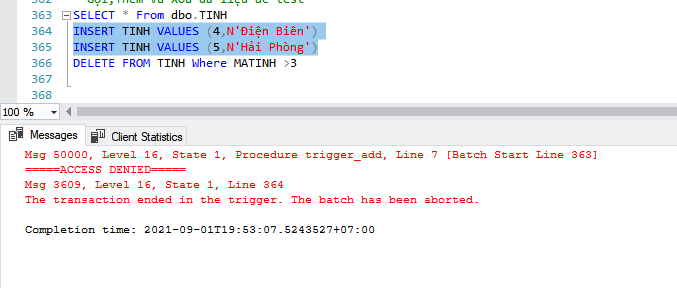 362
363 SELECT * From dbo.TINH
364 INSERT TINH VALUES (4,N'Điện Biên')
365 INSERT TINH VALUES (5,N'Hải Phòng')
366 DELETE FROM TINH Where MATINH >3
367
368
100 %
Messages Client Statistics
Msg 50000, Level 16, State 1, Procedure trigger_add, Line 7 [Batch Start Line 363]
=====ACCESS DENIED=====
Msg 3609, Level 16, State 1, Line 364
The transaction ended in the trigger. The batch has been aborted.
Completion time: 2021-09-01T19:53:07.5243527+07:00